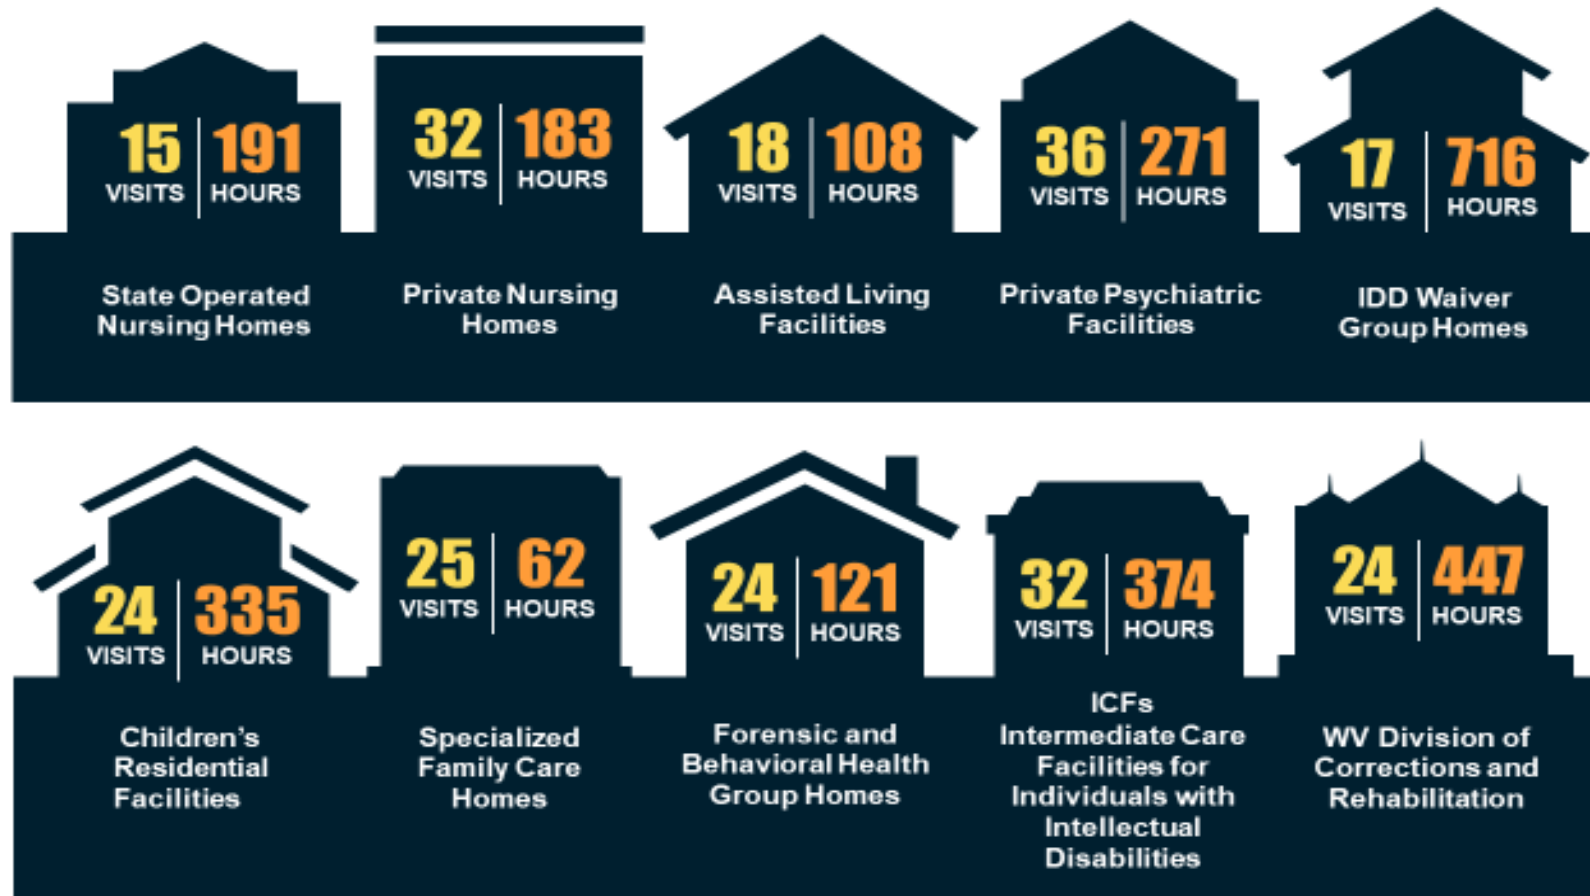 15 191
VISITS HOURS
State Operated
Nursing Homes
32 183
VISITS HOURS
Private Nursing
Homes
18 108
VISITS HOURS
Assisted Living
Facilities
36 271
VISITS HOURS
Private Psychiatric
Facilities
17 716
VISITS HOURS
IDD Waiver
Group Homes
24 335
VISITS HOURS
Children’s
Residential
Facilities
25 62
VISITS HOURS
Specialized
Family Care
Homes
24 121
VISITS HOURS
Forensic and
Behavioral Health
Group Homes
32 374
VISITS HOURS
ICFs
Intermediate Care
Facilities for
Individuals with
Intellectual
Disabilities
24 447
VISITS HOURS
WV Division of
Corrections and
Rehabilitation